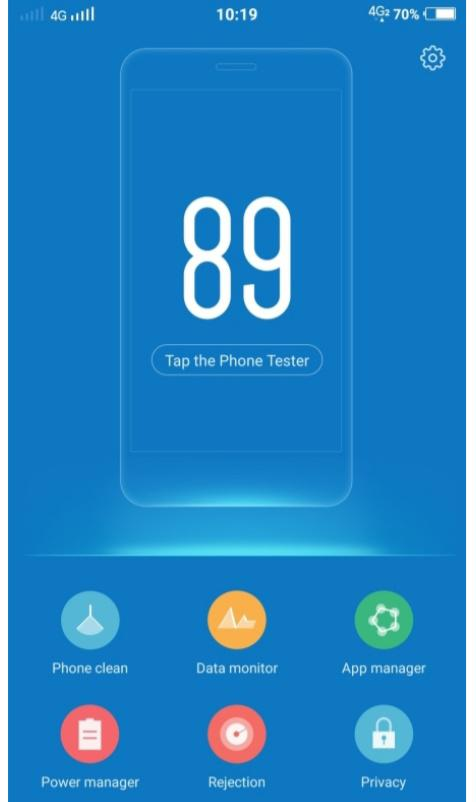 4G 10:19 4G2 70%
89
Tap the Phone Tester
Phone clean Data monitor App manager
Power manager Rejection Privacy